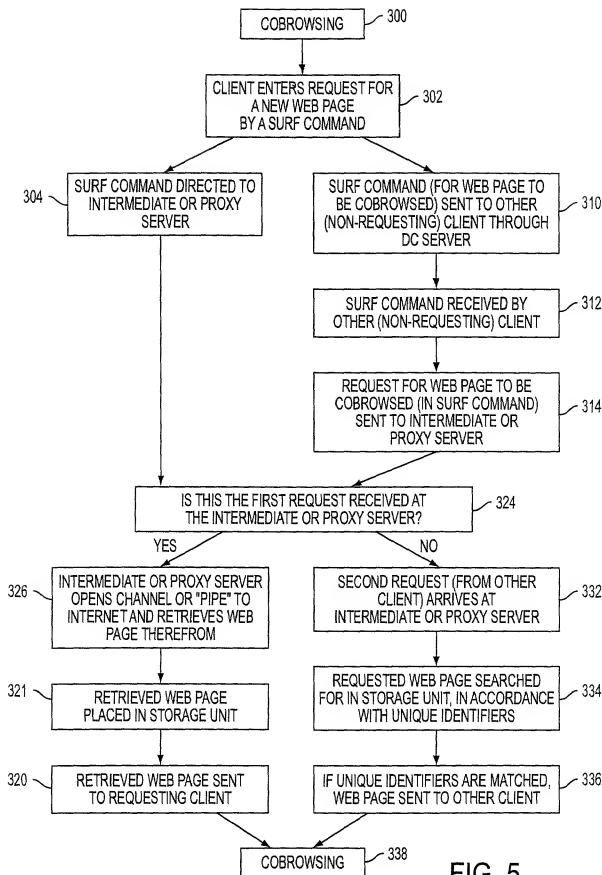 COBROWSING
300
CLIENT ENTERS REQUEST FOR
A NEW WEB PAGE
BY A SURF COMMAND
302
304
SURF COMMAND DIRECTED TO
INTERMEDIATE OR PROXY
SERVER
SURF COMMAND (FOR WEB PAGE TO
BE COBROWSED) SENT TO OTHER
(NON-REQUESTING) CLIENT THROUGH
DC SERVER
310
SURF COMMAND RECEIVED BY
OTHER (NON-REQUESTING) CLIENT
312
REQUEST FOR WEB PAGE TO BE
COBROWSED (IN SURF COMMAND)
SENT TO INTERMEDIATE OR
PROXY SERVER
314
IS THIS THE FIRST REQUEST RECEIVED AT
THE INTERMEDIATE OR PROXY SERVER?
324
YES
NO
326
INTERMEDIATE OR PROXY SERVER
OPENS CHANNEL OR "PIPE" TO
INTERNET AND RETRIEVES WEB
PAGE THEREFROM
SECOND REQUEST (FROM OTHER
CLIENT) ARRIVES AT
INTERMEDIATE OR PROXY SERVER
332
321
RETRIEVED WEB PAGE
PLACED IN STORAGE UNIT
REQUESTED WEB PAGE SEARCHED
FOR IN STORAGE UNIT, IN ACCORDANCE
WITH UNIQUE IDENTIFIERS
334
320
RETRIEVED WEB PAGE SENT
TO REQUESTING CLIENT
IF UNIQUE IDENTIFIERS ARE MATCHED,
WEB PAGE SENT TO OTHER CLIENT
336
COBROWSING
338
FIG. 5